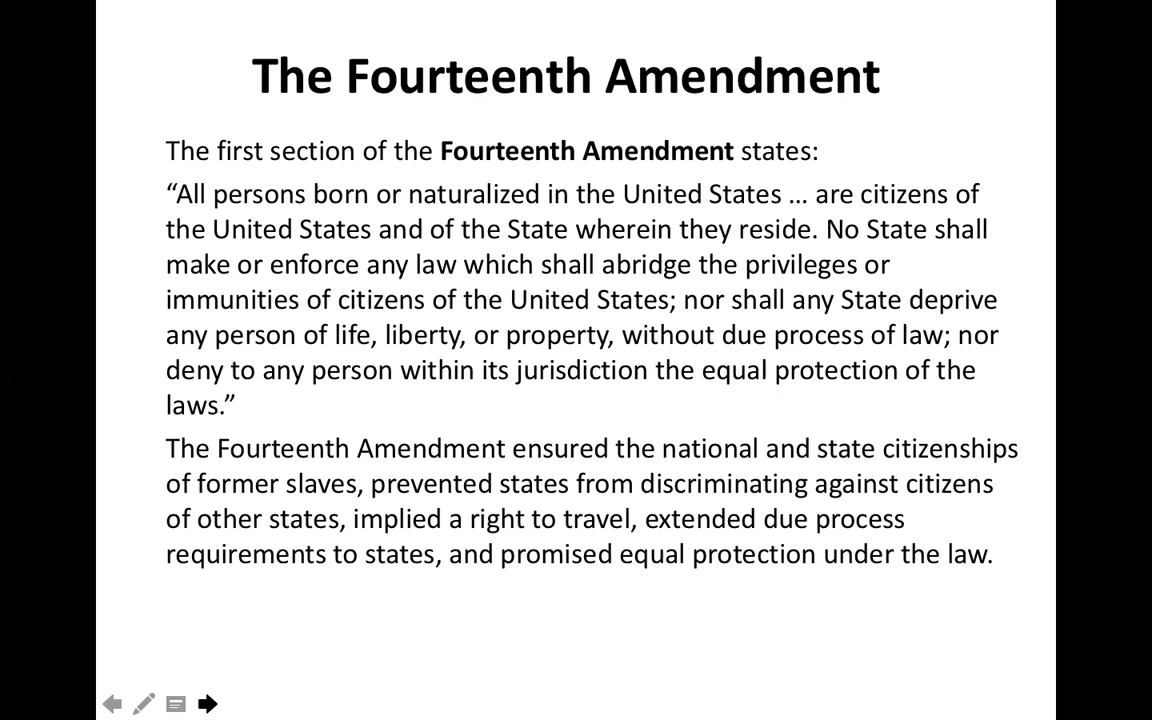 The Fourteenth Amendment
The first section of the Fourteenth Amendment states:
“All persons born or naturalized in the United States … are citizens of
the United States and of the State wherein they reside. No State shall
make or enforce any law which shall abridge the privileges or
immunities of citizens of the United States; nor shall any State deprive
any person of life, liberty, or property, without due process of law; nor
deny to any person within its jurisdiction the equal protection of the
laws.”
The Fourteenth Amendment ensured the national and state citizenships
of former slaves, prevented states from discriminating against citizens
of other states, implied a right to travel, extended due process
requirements to states, and promised equal protection under the law.